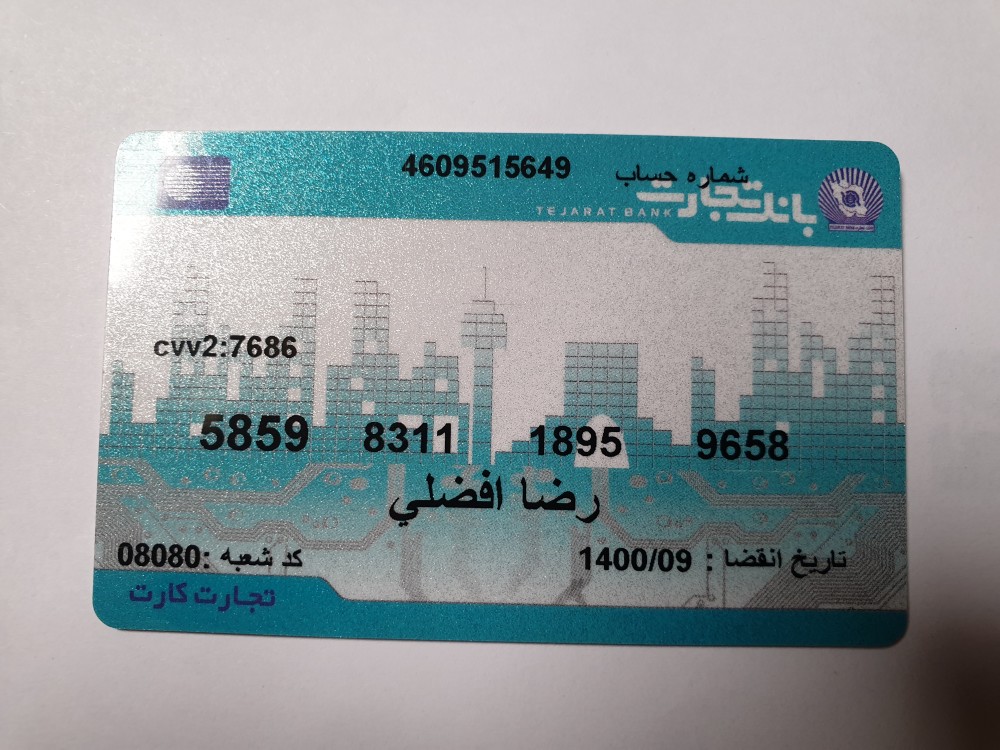 شماره حساب 4609515649
بانک تجارت
TEJARAT BANK
cvv2:7686
5859 8311 1895 9658
رضا افضلي
تاریخ انقضا : 1400/09 کد شعبه :08080
تجارت کارت